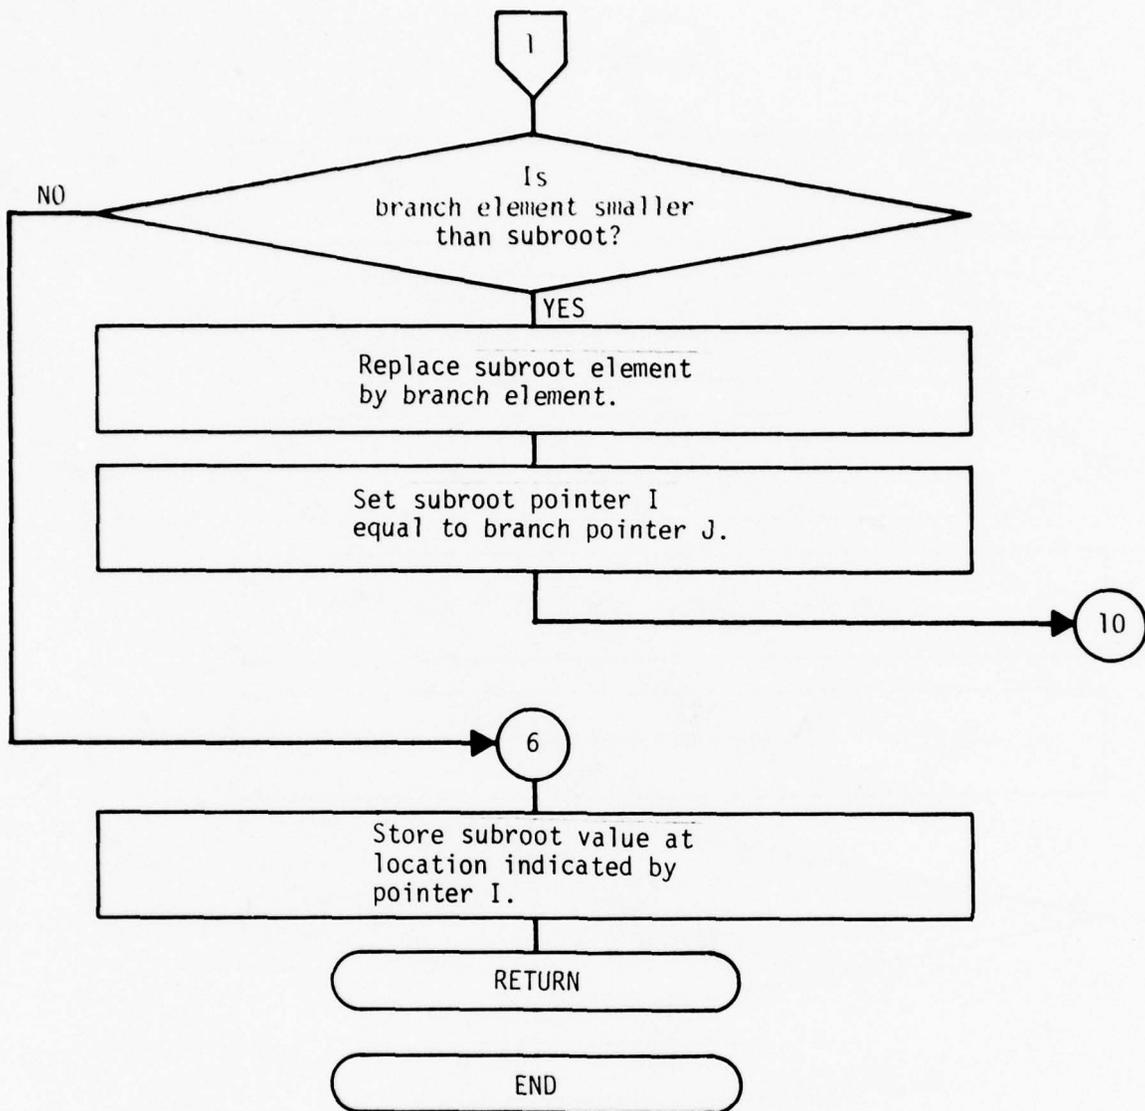 1
Is
branch element smaller
than subroot?
NO
YES
Replace subroot element
by branch element.
Set subroot pointer I
equal to branch pointer J.
10
6
Store subroot value at
location indicated by
pointer I.
RETURN
END